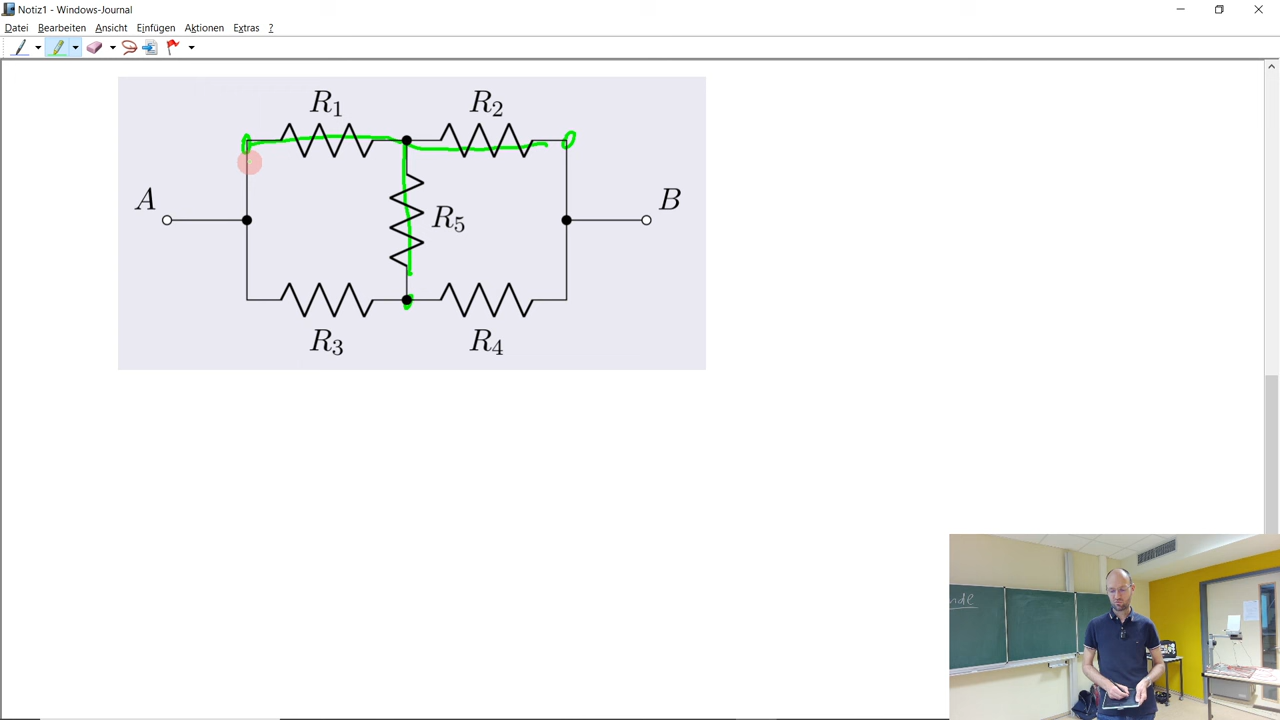 Notiz1 - Windows-Journal
Datei Bearbeiten Ansicht Einfügen Aktionen Extras ?
R1 R2
A R5 B
R3 R4